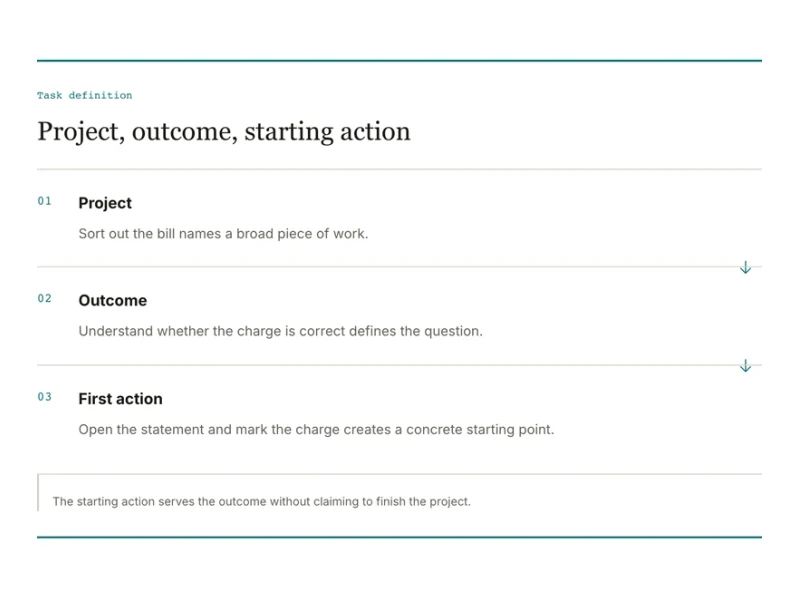 Task definition
Project, outcome, starting action
01 Project
Sort out the bill names a broad piece of work.
02 Outcome
Understand whether the charge is correct defines the question.
03 First action
Open the statement and mark the charge creates a concrete starting point.
The starting action serves the outcome without claiming to finish the project.